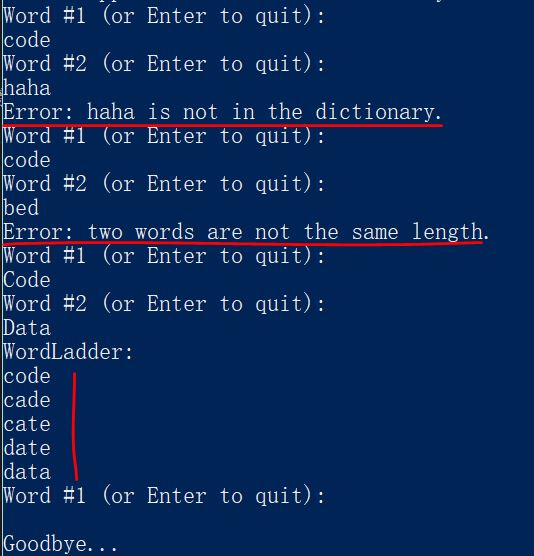 Word #1 (or Enter to quit):
code
Word #2 (or Enter to quit):
haha
Error: haha is not in the dictionary.
Word #1 (or Enter to quit):
code
Word #2 (or Enter to quit):
bed
Error: two words are not the same length.
Word #1 (or Enter to quit):
Code
Word #2 (or Enter to quit):
Data
WordLadder:
code
cade
cate
date
data
Word #1 (or Enter to quit):
Goodbye...